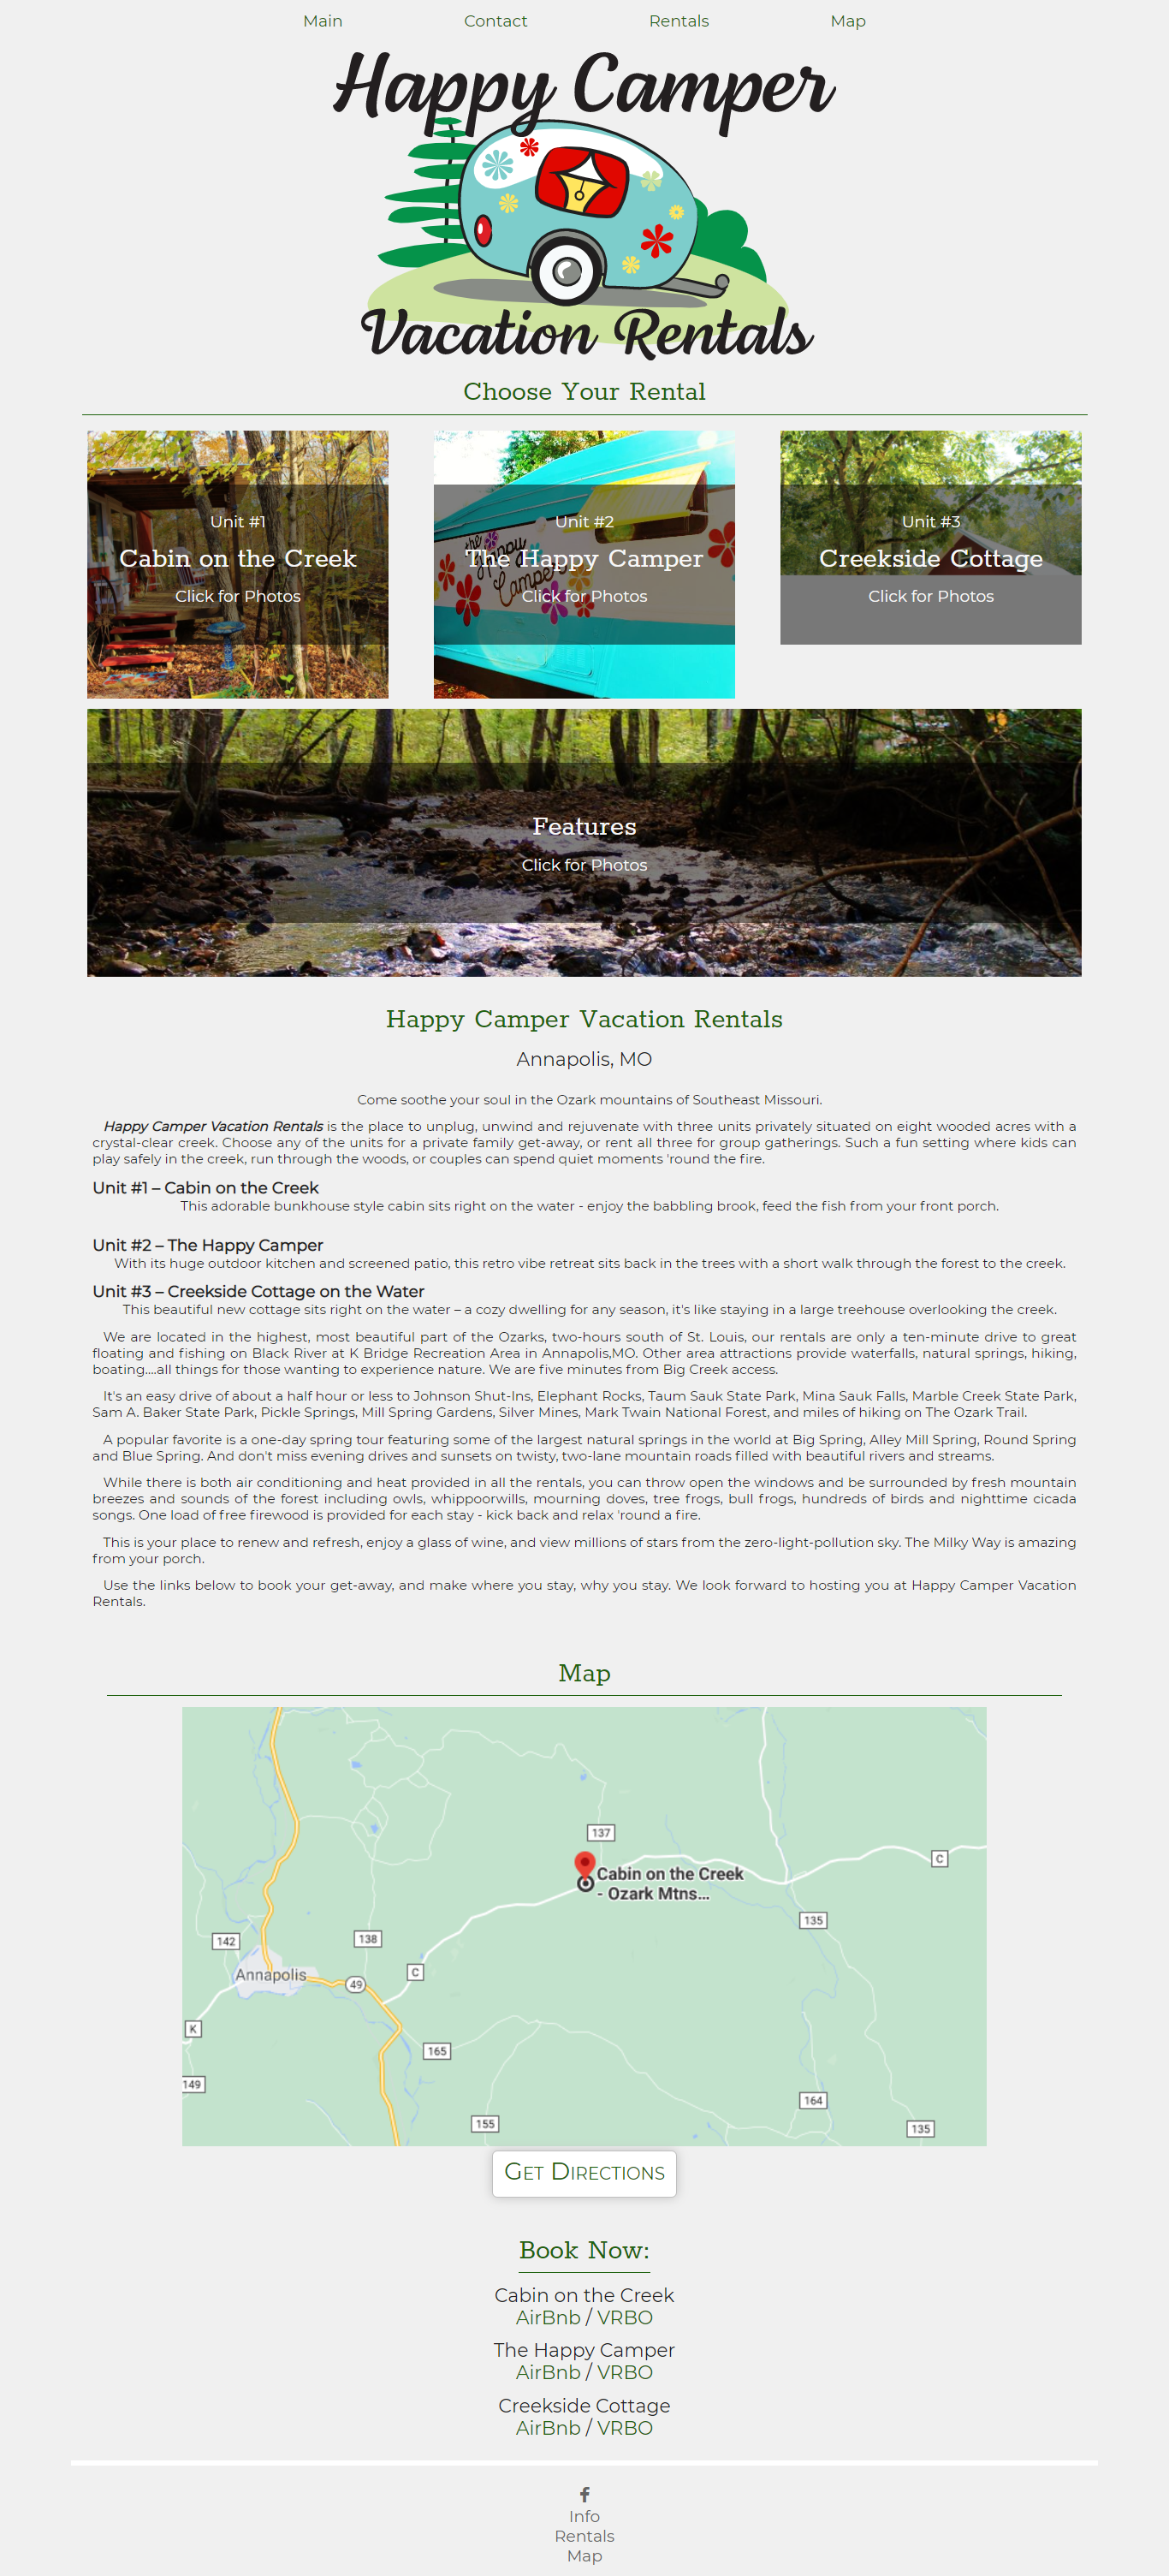 Main Contact Rentals Map
Happy Camper
Vacation Rentals
Choose Your Rental
Unit #1
Cabin on the Creek
Click for Photos
Unit #2
the Happy Camper
The Happy Camper
Click for Photos
Unit #3
Creekside Cottage
Click for Photos
Features
Click for Photos
Happy Camper Vacation Rentals
Annapolis, MO
Come soothe your soul in the Ozark mountains of Southeast Missouri.
Happy Camper Vacation Rentals is the place to unplug, unwind and rejuvenate with three units privately situated on eight wooded acres with a
crystal-clear creek. Choose any of the units for a private family get-away, or rent all three for group gatherings. Such a fun setting where kids can
play safely in the creek, run through the woods, or couples can spend quiet moments 'round the fire.
Unit #1 – Cabin on the Creek
This adorable bunkhouse style cabin sits right on the water - enjoy the babbling brook, feed the fish from your front porch.
Unit #2 – The Happy Camper
With its huge outdoor kitchen and screened patio, this retro vibe retreat sits back in the trees with a short walk through the forest to the creek.
Unit #3 – Creekside Cottage on the Water
This beautiful new cottage sits right on the water – a cozy dwelling for any season, it's like staying in a large treehouse overlooking the creek.
We are located in the highest, most beautiful part of the Ozarks, two-hours south of St. Louis, our rentals are only a ten-minute drive to great
floating and fishing on Black River at K Bridge Recreation Area in Annapolis,MO. Other area attractions provide waterfalls, natural springs, hiking,
boating....all things for those wanting to experience nature. We are five minutes from Big Creek access.
It's an easy drive of about a half hour or less to Johnson Shut-Ins, Elephant Rocks, Taum Sauk State Park, Mina Sauk Falls, Marble Creek State Park,
Sam A. Baker State Park, Pickle Springs, Mill Spring Gardens, Silver Mines, Mark Twain National Forest, and miles of hiking on The Ozark Trail.
A popular favorite is a one-day spring tour featuring some of the largest natural springs in the world at Big Spring, Alley Mill Spring, Round Spring
and Blue Spring. And don't miss evening drives and sunsets on twisty, two-lane mountain roads filled with beautiful rivers and streams.
While there is both air conditioning and heat provided in all the rentals, you can throw open the windows and be surrounded by fresh mountain
breezes and sounds of the forest including owls, whippoorwills, mourning doves, tree frogs, bull frogs, hundreds of birds and nighttime cicada
songs. One load of free firewood is provided for each stay - kick back and relax 'round a fire.
This is your place to renew and refresh, enjoy a glass of wine, and view millions of stars from the zero-light-pollution sky. The Milky Way is amazing
from your porch.
Use the links below to book your get-away, and make where you stay, why you stay. We look forward to hosting you at Happy Camper Vacation
Rentals.
Map
137
C
Cabin on the Creek
- Ozark Mtns...
135
142
138
C
Annapolis
49
K
165
149
164
155
135
Get Directions
Book Now:
Cabin on the Creek
AirBnb / VRBO
The Happy Camper
AirBnb / VRBO
Creekside Cottage
AirBnb / VRBO
Info
Rentals
Map